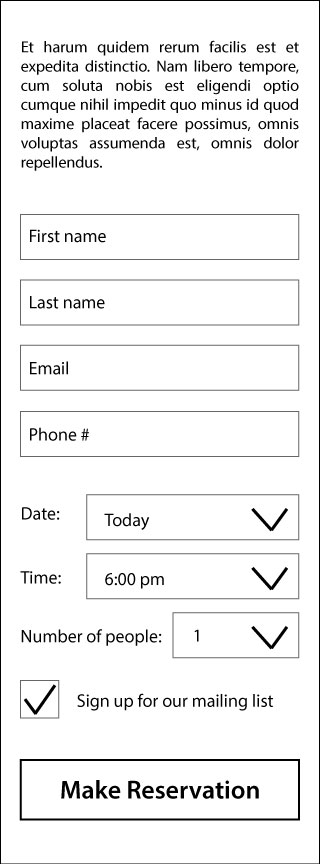 Et harum quidem rerum facilis est et
expedita distinctio. Nam libero tempore,
cum soluta nobis est eligendi optio
cumque nihil impedit quo minus id quod
maxime placeat facere possimus, omnis
voluptas assumenda est, omnis dolor
repellendus.
First name
Last name
Email
Phone #
Date: Today
Time: 6:00 pm
Number of people: 1
Sign up for our mailing list
Make Reservation